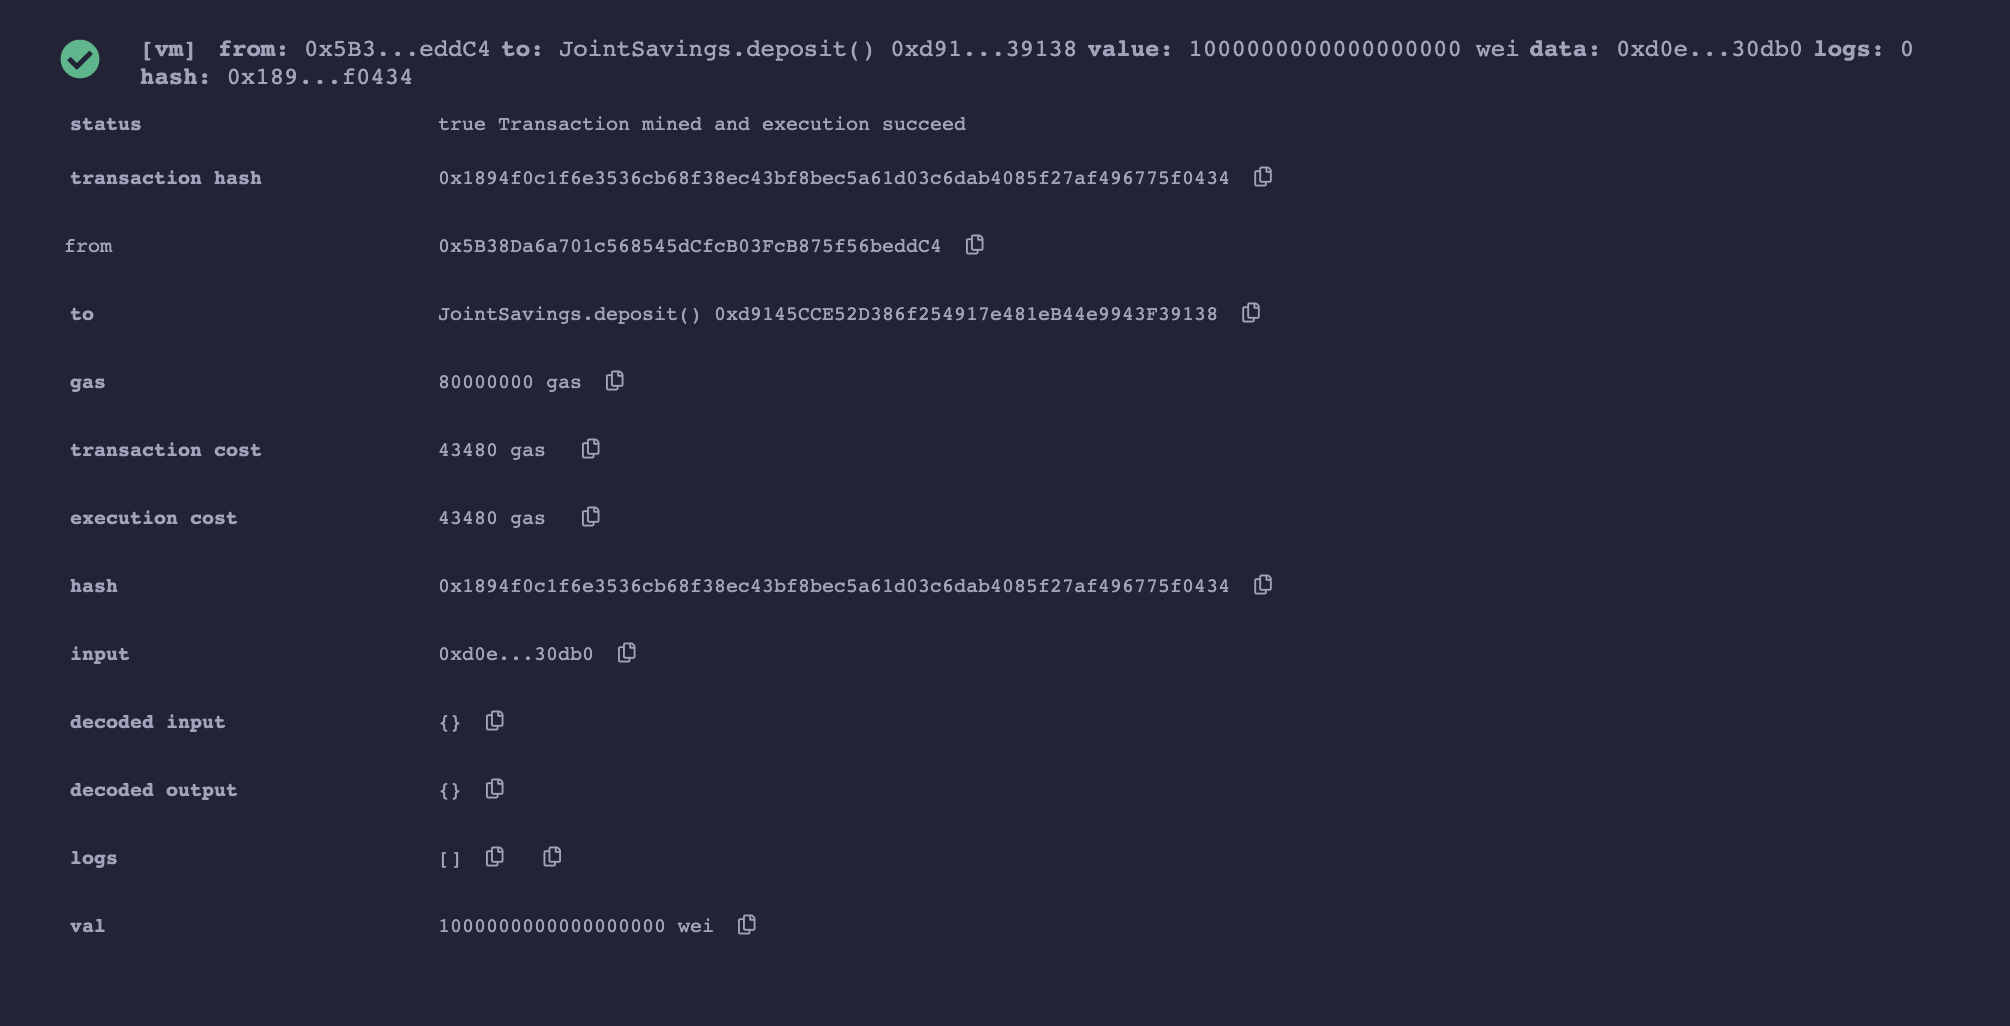 [vm] from: 0x5B3...eddC4 to: JointSavings.deposit() 0xd91...39138 value: 1000000000000000000 wei data: 0xd0e...30db0 logs: 0
hash: 0x189...f0434
status true Transaction mined and execution succeed
transaction hash 0x1894f0c1f6e3536cb68f38ec43bf8bec5a61d03c6dab4085f27af496775f0434
from 0x5B38Da6a701c568545dCfcB03FcB875f56beddC4
to JointSavings.deposit() 0xd9145CCE52D386f254917e481eB44e9943F39138
gas 80000000 gas
transaction cost 43480 gas
execution cost 43480 gas
hash 0x1894f0c1f6e3536cb68f38ec43bf8bec5a61d03c6dab4085f27af496775f0434
input 0xd0e...30db0
decoded input {}
decoded output {}
logs []
val 1000000000000000000 wei